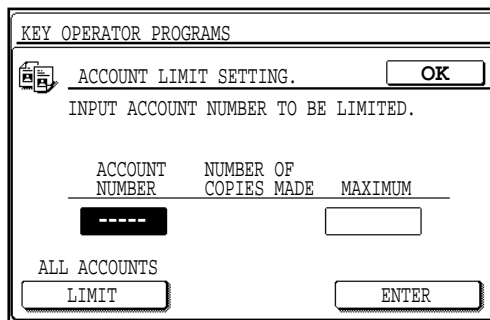 KEY OPERATOR PROGRAMS
ACCOUNT LIMIT SETTING.
OK
INPUT ACCOUNT NUMBER TO BE LIMITED.
ACCOUNT NUMBER OF
NUMBER COPIES MADE MAXIMUM
-----
ALL ACCOUNTS
LIMIT
ENTER